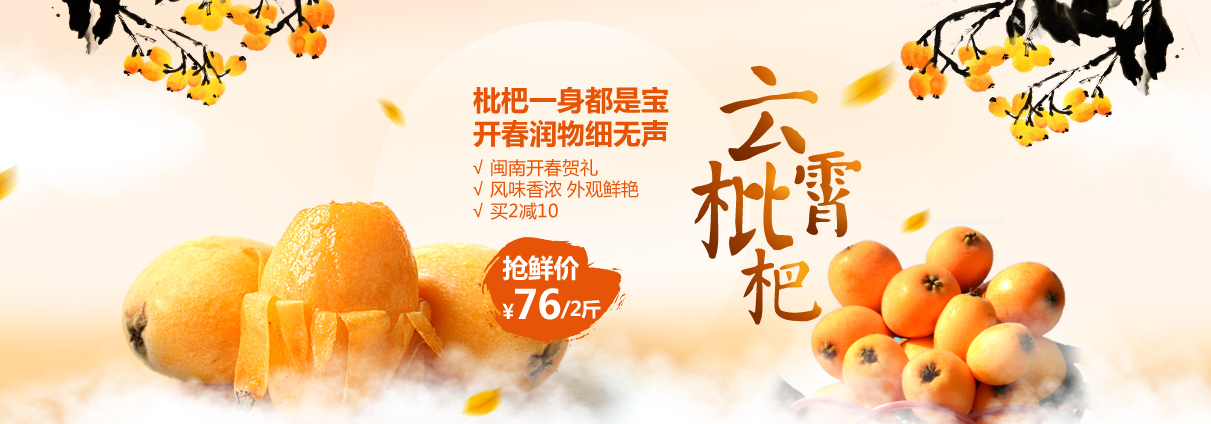 枇杷一身都是宝
开春润物细无声
√ 闽南开春贺礼
√ 风味香浓 外观鲜艳
√ 买2减10
抢鲜价
¥76/2斤
云霄
枇杷